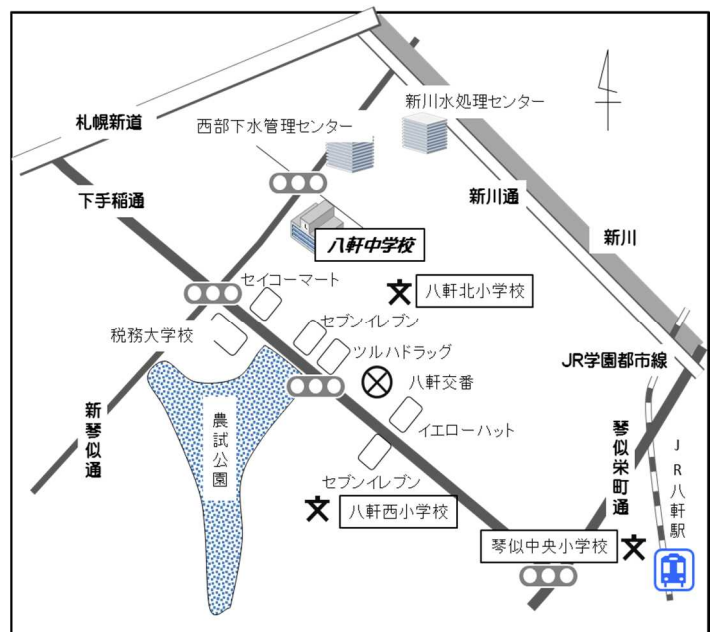 新川水処理センター
札幌新道
西部下水管理センター
下手稲通
新川通
新川
八軒中学校
セイコーマート
八軒北小学校
税務大学校
セブンイレブン
ツルハドラッグ
JR学園都市線
八軒交番
新琴似通
農試公園
イエローハット
琴似栄町通
JR八軒駅
セブンイレブン
八軒西小学校
琴似中央小学校